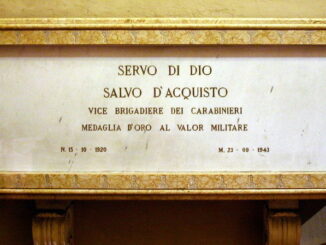 SERVO DI DIO
SALVO D'ACQUISTO
VICE BRIGADIERE DEI CARABINIERI
MEDAGLIA D'ORO AL VALOR MILITARE
N. 15 - 10 - 1920 M. 23 - 09 - 1943